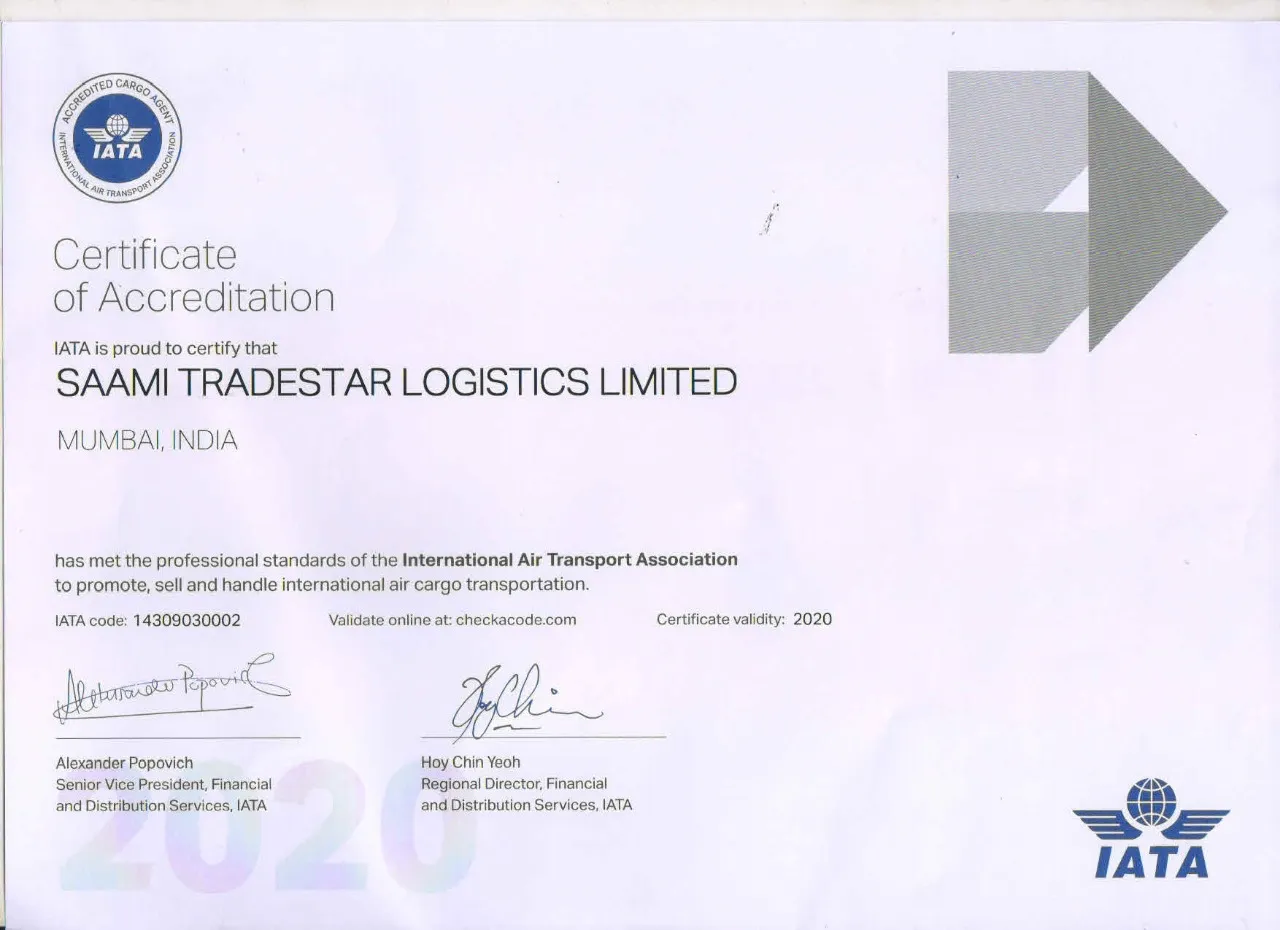 ACCREDITED CARGO AGENT
INTERNATIONAL AIR TRANSPORT ASSOCIATION
IATA
Certificate
of Accreditation
IATA is proud to certify that
SAAMI TRADESTAR LOGISTICS LIMITED
MUMBAI, INDIA
has met the professional standards of the International Air Transport Association
to promote, sell and handle international air cargo transportation.
IATA code: 14309030002 Validate online at: checkacode.com Certificate validity: 2020
Alexander Popovich
Hoy Chin
Alexander Popovich
Senior Vice President, Financial
and Distribution Services, IATA
Hoy Chin Yeoh
Regional Director, Financial
and Distribution Services, IATA
2020
IATA